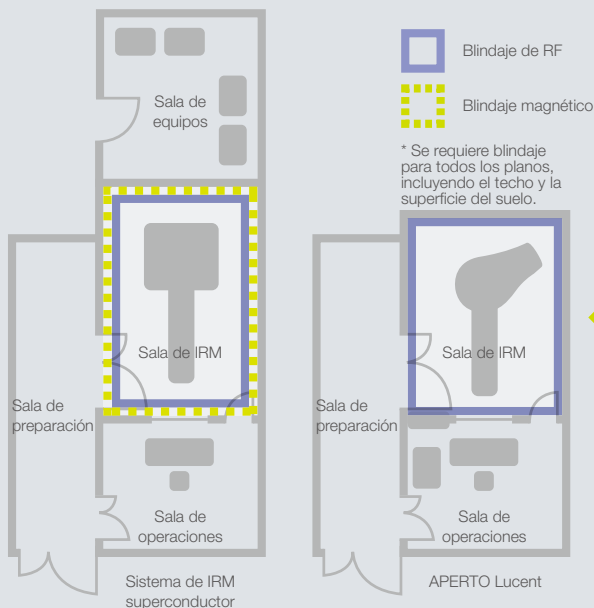 Blindaje de RF
Blindaje magnético
* Se requiere blindaje
para todos los planos,
incluyendo el techo y la
superficie del suelo.
Sala de
equipos
Sala de IRM
Sala de
preparación
Sala de
operaciones
Sistema de IRM
superconductor
Sala de IRM
Sala de
preparación
Sala de
operaciones
APERTO Lucent